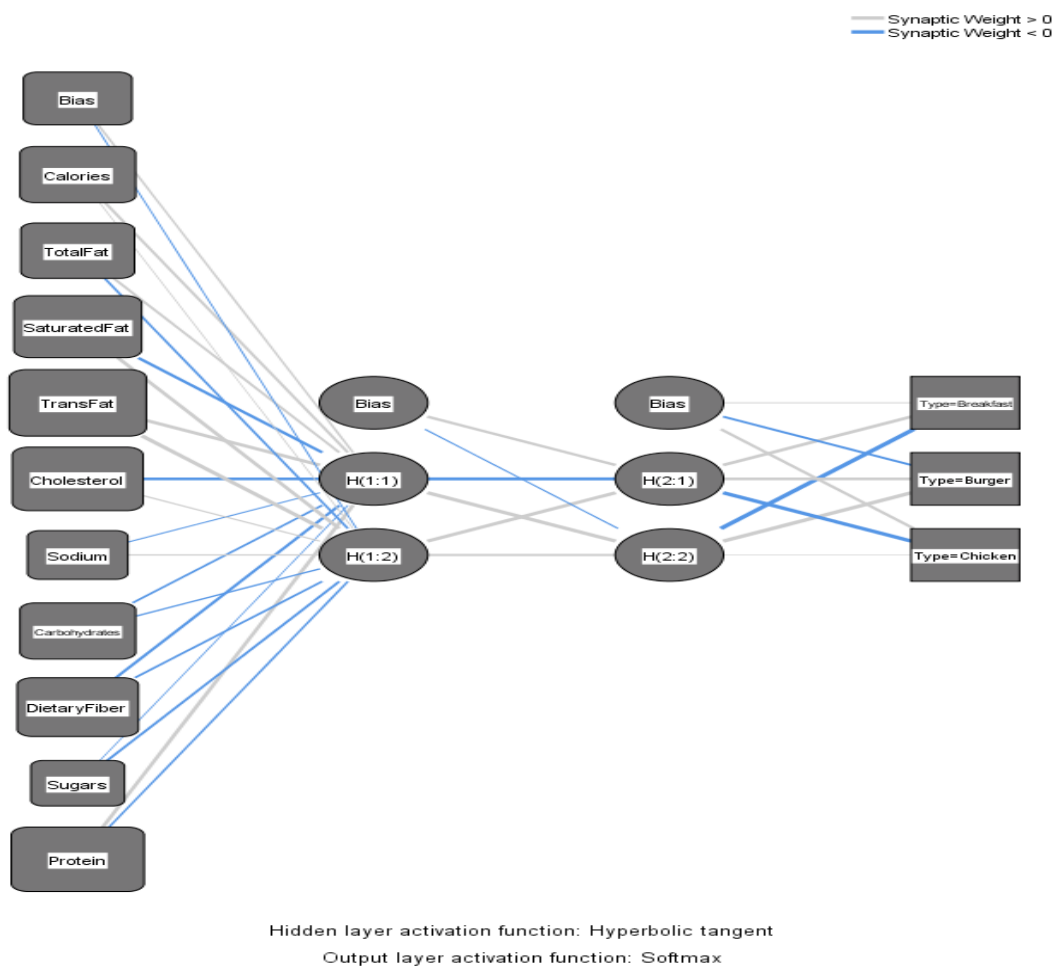 Synaptic Weight > 0
Synaptic Weight < 0
Bias
Calories
TotalFat
SaturatedFat
TransFat
Cholesterol
Sodium
Carbohydrates
DietaryFiber
Sugars
Protein
Bias
H(1:1)
H(1:2)
Bias
H(2:1)
H(2:2)
Type=Breakfast
Type=Burger
Type=Chicken
Hidden layer activation function: Hyperbolic tangent
Output layer activation function: Softmax